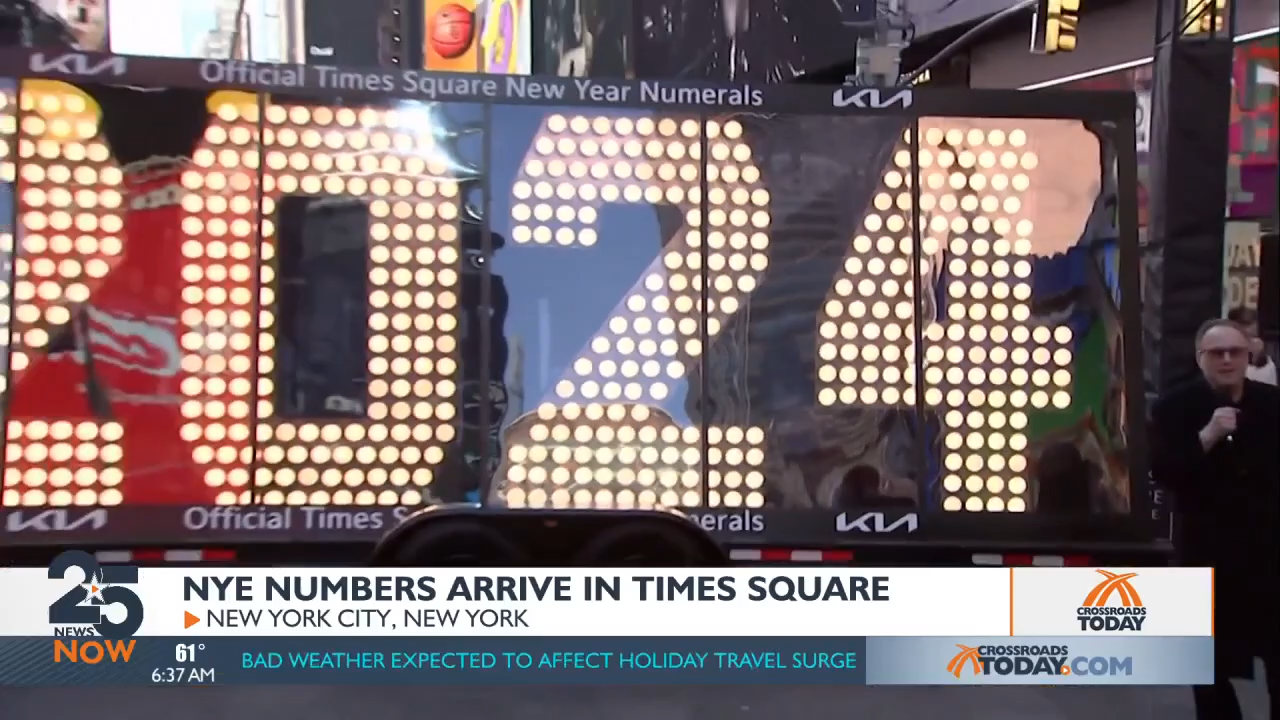 KIA
Official Times Square New Year Numerals
KIA
2024
KIA
Official Times S
erals
KIA
25
NEWS
NOW
NYE NUMBERS ARRIVE IN TIMES SQUARE
NEW YORK CITY, NEW YORK
CROSSROADS
TODAY
61°
6:37 AM
BAD WEATHER EXPECTED TO AFFECT HOLIDAY TRAVEL SURGE
CROSSROADS
TODAY.COM